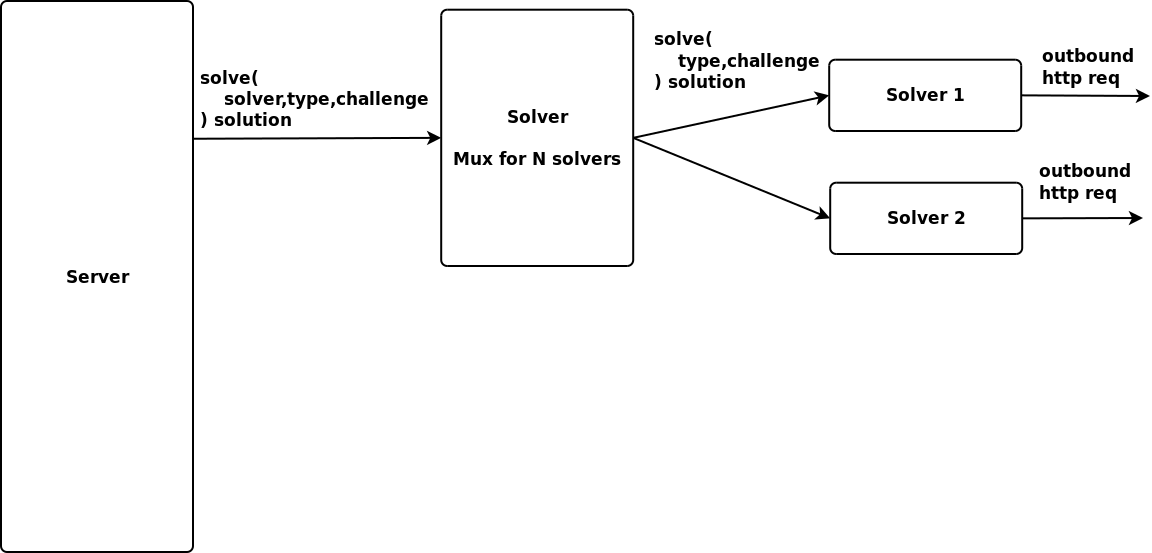 Server
solve(
solver,type,challenge
) solution
Solver
Mux for N solvers
solve(
type,challenge
) solution
Solver 1
outbound
http req
Solver 2
outbound
http req